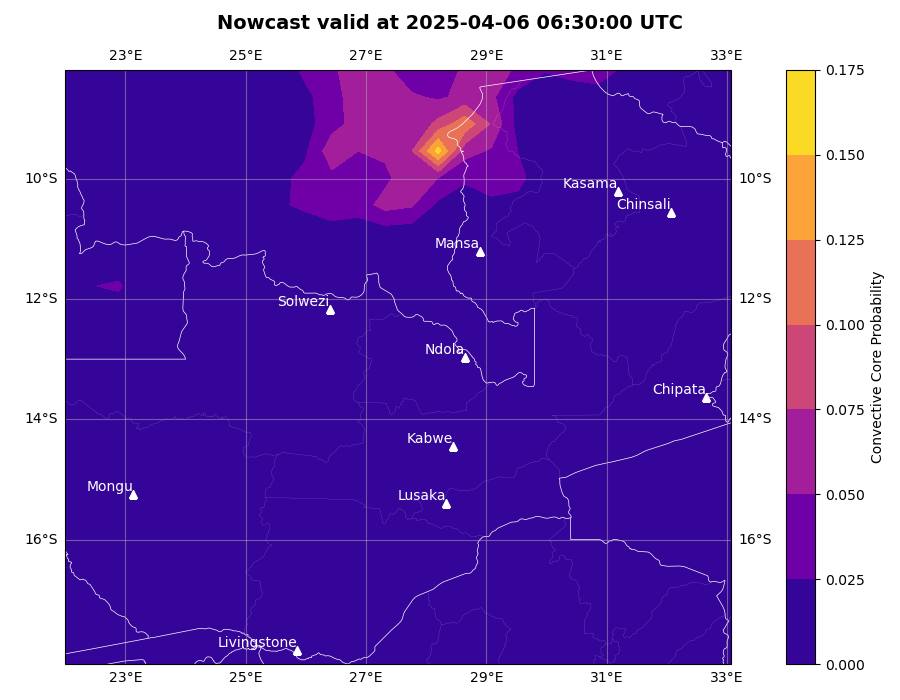 Nowcast valid at 2025-04-06 06:30:00 UTC
23°E 25°E 27°E 29°E 31°E 33°E
0.175
0.150
10°S Kasama 10°S
Chinsali
0.125
Mansa
12°S Solwezi 12°S
0.100
Ndola
Chipata
0.075
14°S 14°S
Kabwe
Mongu
Lusaka
0.050
16°S 16°S
0.025
Livingstone
0.000
23°E 25°E 27°E 29°E 31°E 33°E
Convective Core Probability